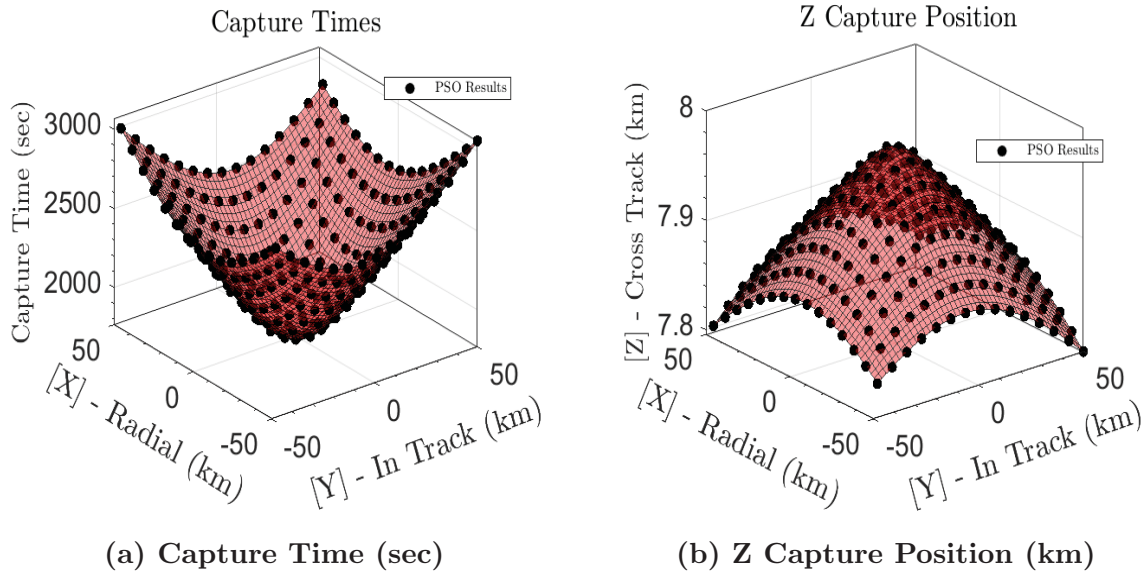 Capture Times
PSO Results
Capture Time (sec)
3000
2500
2000
50
0
-50
[X] - Radial (km)
-50
0
50
[Y] - In Track (km)
(a) Capture Time (sec)
Z Capture Position
PSO Results
[Z] - Cross Track (km)
8
7.9
7.8
50
0
-50
[X] - Radial (km)
-50
0
50
[Y] - In Track (km)
(b) Z Capture Position (km)